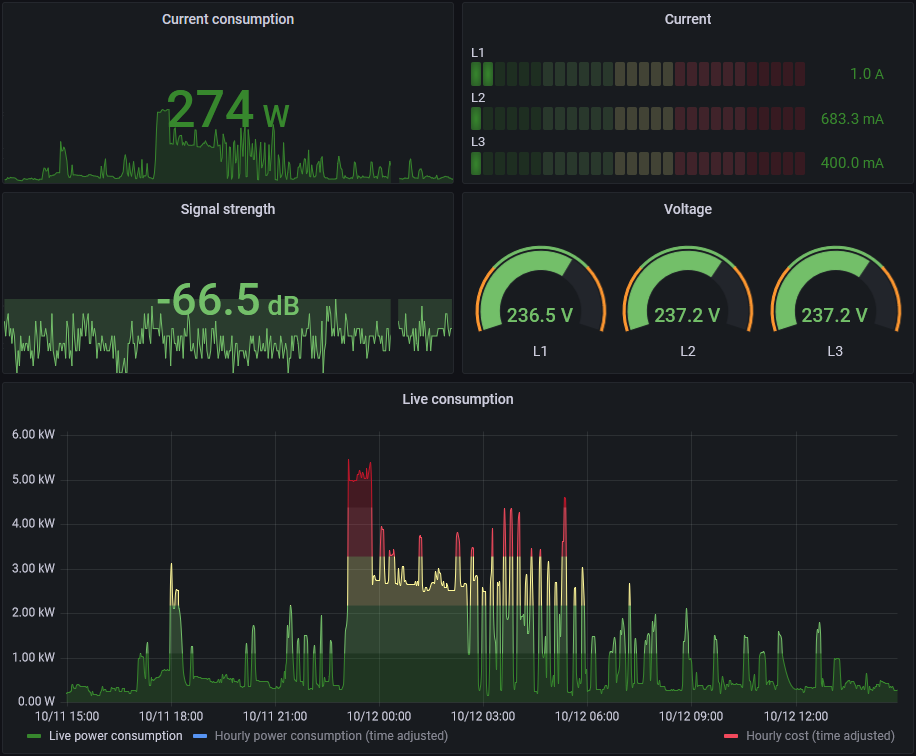 Current consumption
274 W
Current
L1
1.0 A
L2
683.3 mA
L3
400.0 mA
Signal strength
-66.5 dB
Voltage
236.5 V 237.2 V 237.2 V
L1 L2 L3
Live consumption
6.00 kW
5.00 kW
4.00 kW
3.00 kW
2.00 kW
1.00 kW
0.00 W
10/11 15:00 10/11 18:00 10/11 21:00 10/12 00:00 10/12 03:00 10/12 06:00 10/12 09:00 10/12 12:00
Live power consumption Hourly power consumption (time adjusted) Hourly cost (time adjusted)